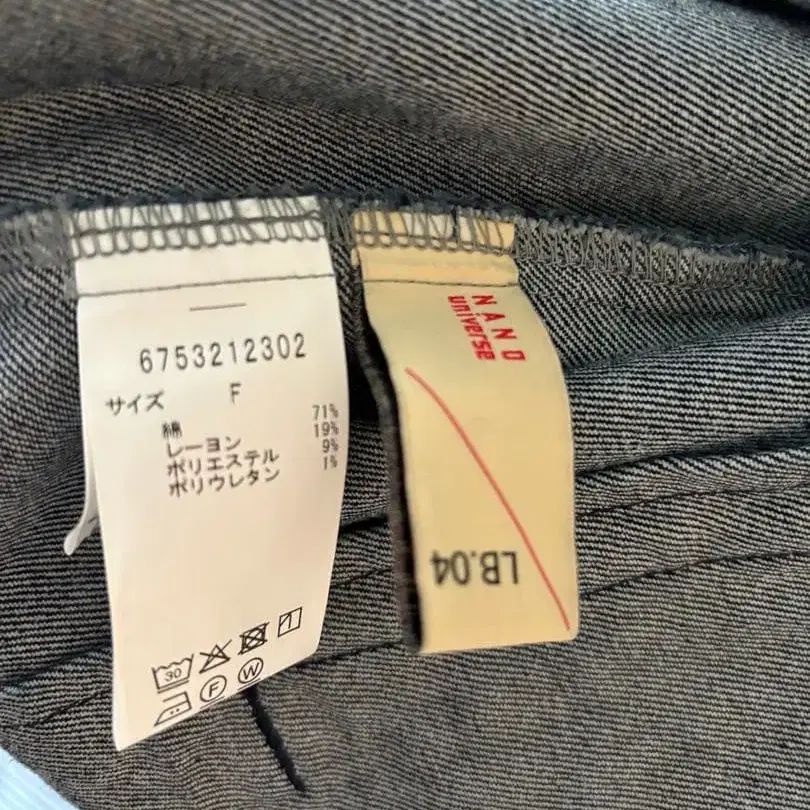 6753212302
サイズ F
綿 71%
レーヨン 19%
ポリエステル 9%
ポリウレタン 1%
30
F W
NANO
universe
LB.04